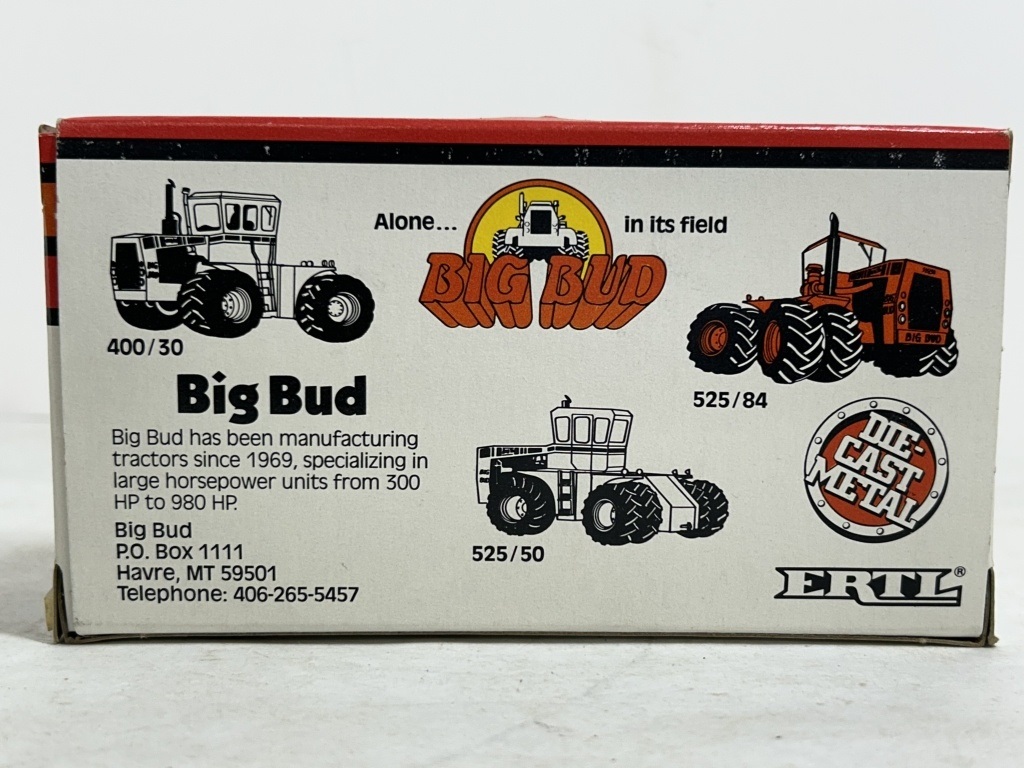 Alone... in its field
BIG BUD
400/30
BIG BUD
525/84
Big Bud
Big Bud has been manufacturing
tractors since 1969, specializing in
large horsepower units from 300
HP to 980 HP.
Big Bud
P.O. Box 1111
Havre, MT 59501
Telephone: 406-265-5457
525/50
DIE-
CAST
METAL
ERTL®